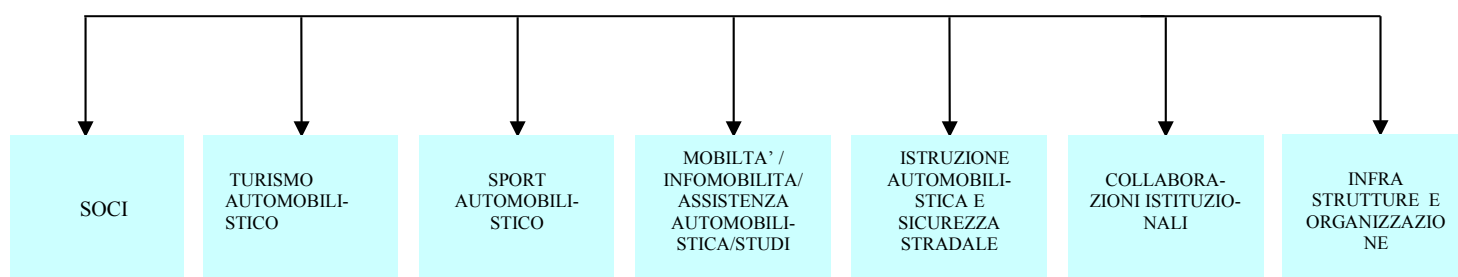 SOCI
TURISMO
AUTOMOBILI-
STICO
SPORT
AUTOMOBILI-
STICO
MOBILTA’ /
INFOMOBILITA/
ASSISTENZA
AUTOMOBILI-
STICA/STUDI
ISTRUZIONE
AUTOMOBILI-
STICA E
SICUREZZA
STRADALE
COLLABORA-
ZIONI ISTITUZIO-
NALI
INFRA
STRUTTURE E
ORGANIZZAZIO
NE